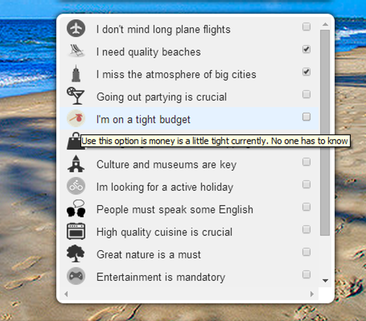 I don't mind long plane flights
I need quality beaches
I miss the atmosphere of big cities
Going out partying is crucial
I'm on a tight budget
Use this option is money is a little tight currently. No one has to know
Culture and museums are key
Im looking for a active holiday
People must speak some English
High quality cuisine is crucial
Great nature is a must
Entertainment is mandatory